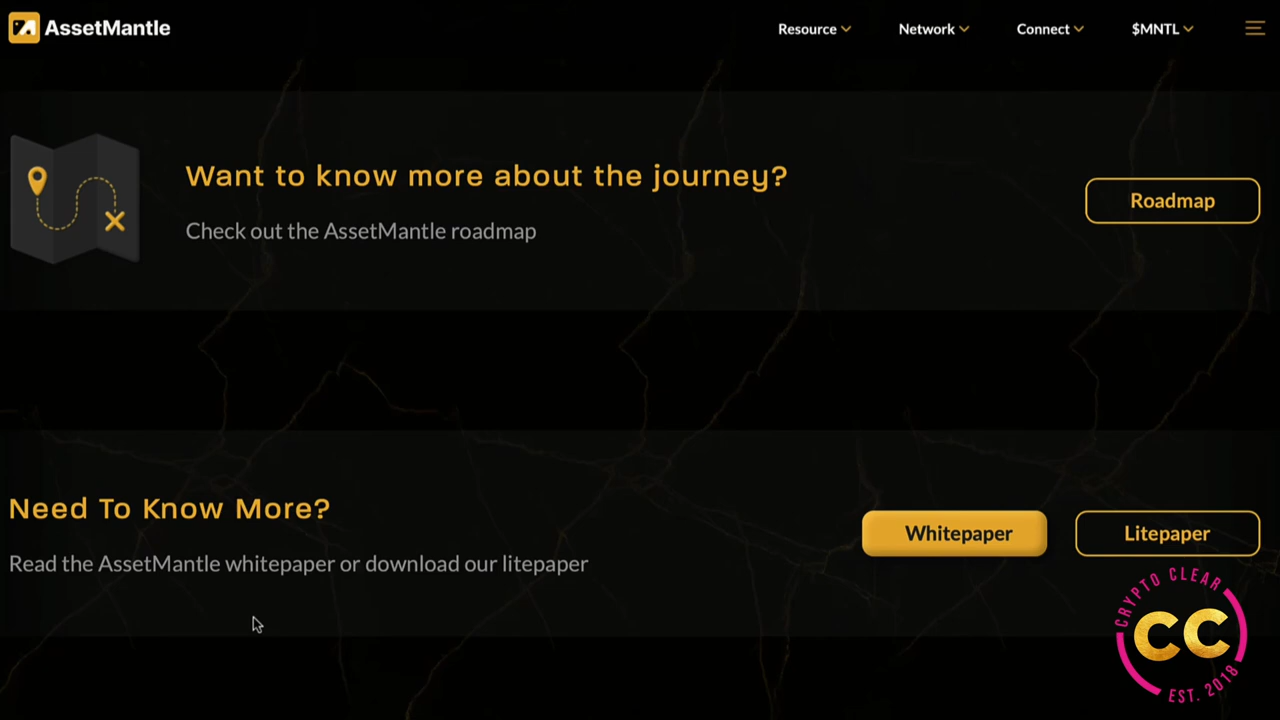 AssetMantle
Resource
Network
Connect
$MNTL
Want to know more about the journey?
Check out the AssetMantle roadmap
Roadmap
Need To Know More?
Read the AssetMantle whitepaper or download our litepaper
Whitepaper
Litepaper
CRYPTO CLEAR
CC
EST. 2018